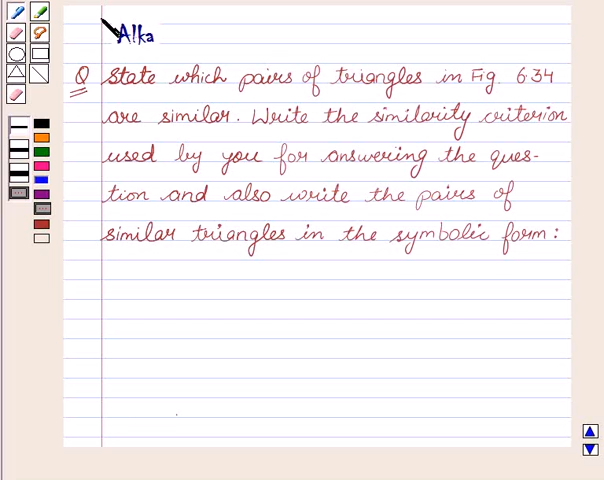 Alka
Q State which pairs of triangles in Fig 6.34
are similar. Write the similarity criterion
used by you for answering the ques-
tion and also write the pairs of
similar triangles in the symbolic form: